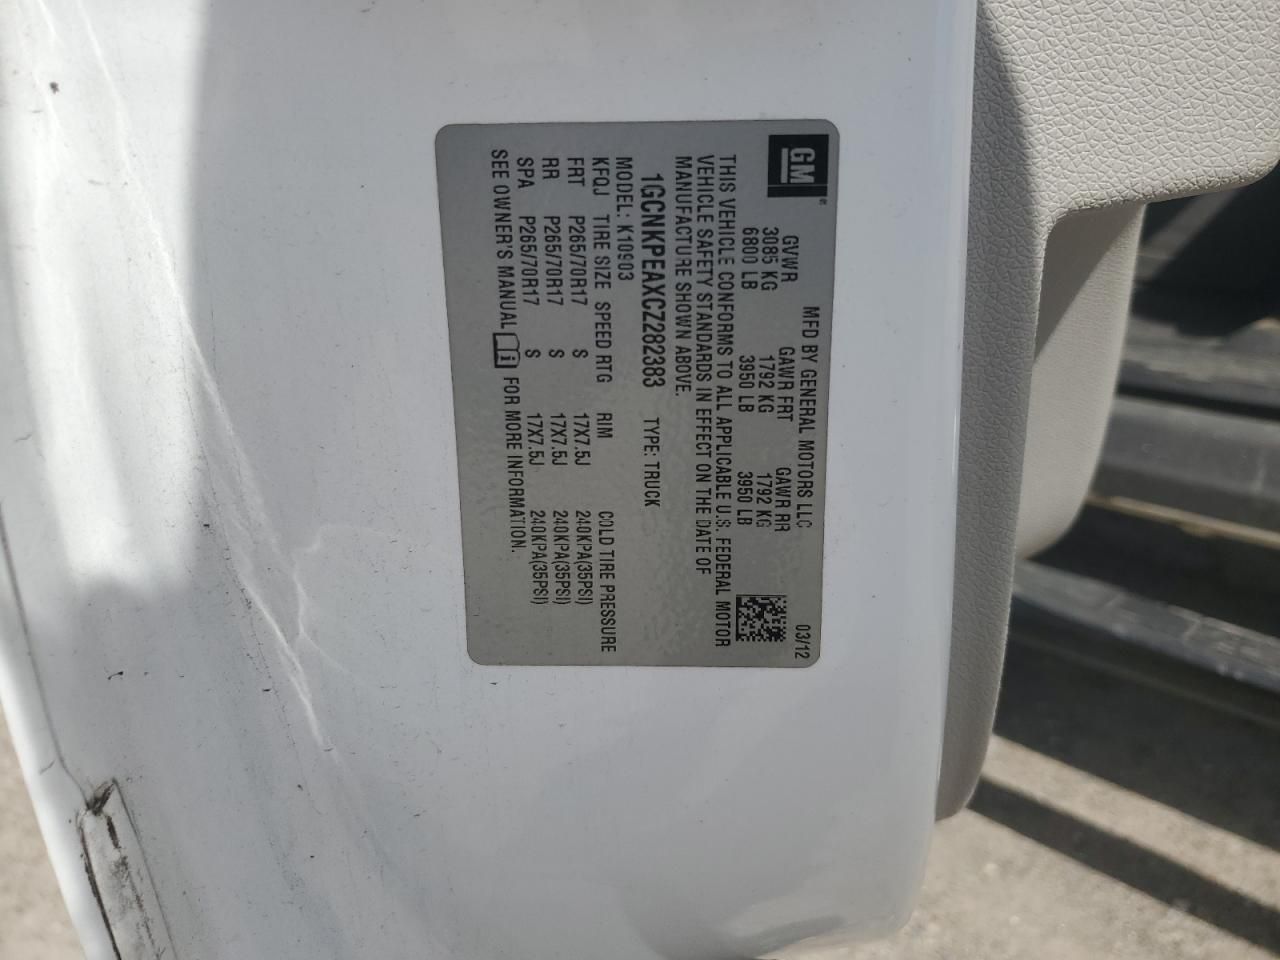 GM
MFD BY GENERAL MOTORS LLC 03/12
GVWR GAWR FRT GAWR RR
3085 KG 1792 KG 1792 KG
6800 LB 3950 LB 3950 LB
THIS VEHICLE CONFORMS TO ALL APPLICABLE U.S. FEDERAL MOTOR
VEHICLE SAFETY STANDARDS IN EFFECT ON THE DATE OF
MANUFACTURE SHOWN ABOVE.
1GCNKPEAXCZ282383 TYPE: TRUCK
MODEL: K10903
KFQJ TIRE SIZE SPEED RTG RIM COLD TIRE PRESSURE
FRT P265/70R17 S 17X7.5J 240KPA(35PSI)
RR P265/70R17 S 17X7.5J 240KPA(35PSI)
SPA P265/70R17 S 17X7.5J 240KPA(35PSI)
SEE OWNER'S MANUAL i FOR MORE INFORMATION.